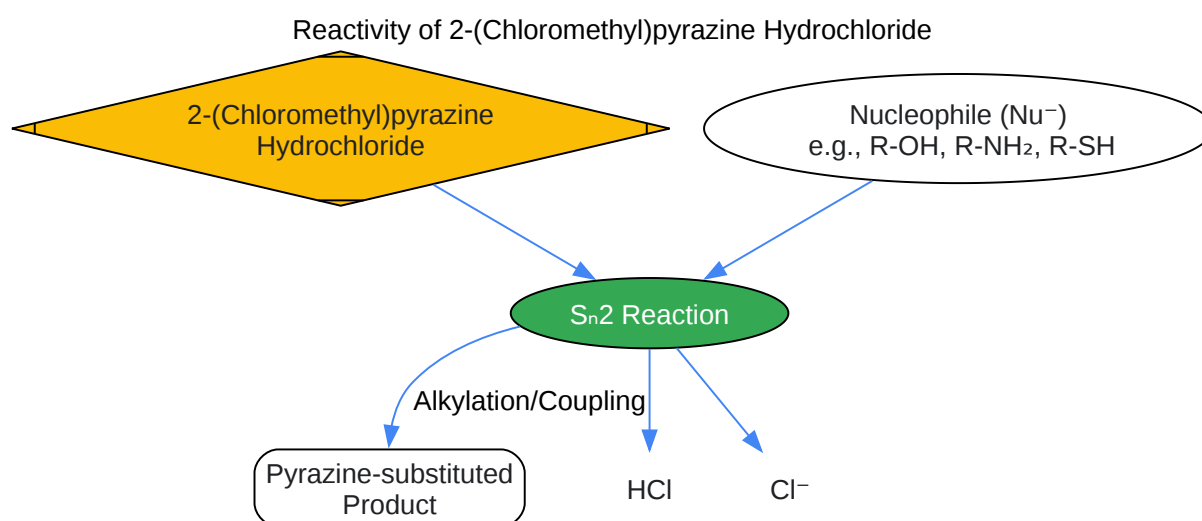 Reactivity of 2-(Chloromethyl)pyrazine Hydrochloride
2-(Chloromethyl)pyrazine
Hydrochloride
Nucleophile (Nu⁻)
e.g., R-OH, R-NH₂, R-SH
Sₙ2 Reaction
Alkylation/Coupling
Pyrazine-substituted
Product
HCl
Cl⁻